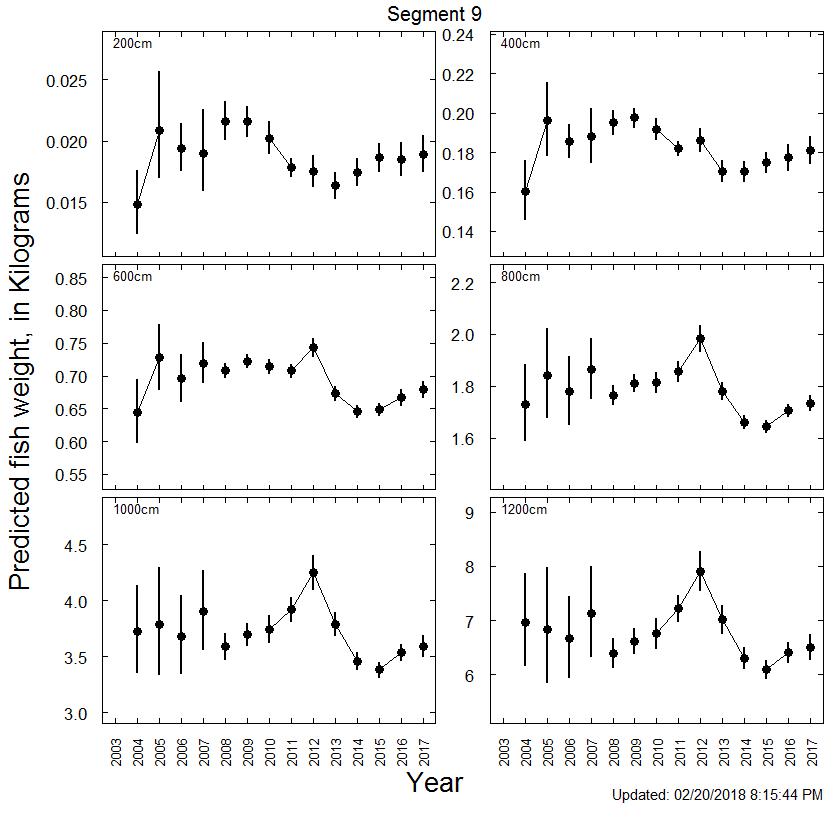 Segment 9
200cm
0.025
0.020
0.015
400cm
0.24
0.22
0.20
0.18
0.16
0.14
600cm
0.85
0.80
0.75
0.70
0.65
0.60
0.55
800cm
2.2
2.0
1.8
1.6
1000cm
4.5
4.0
3.5
3.0
1200cm
9
8
7
6
Predicted fish weight, in Kilograms
2003 2004 2005 2006 2007 2008 2009 2010 2011 2012 2013 2014 2015 2016 2017
2003 2004 2005 2006 2007 2008 2009 2010 2011 2012 2013 2014 2015 2016 2017
Year
Updated: 02/20/2018 8:15:44 PM